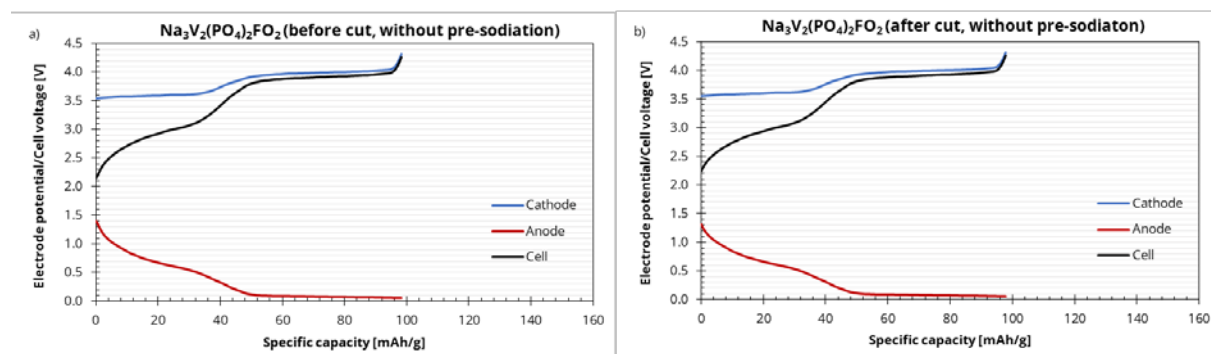 a)
Na₃V₂(PO₄)₂FO₂ (before cut, without pre-sodiation)
Electrode potential/Cell voltage [V]
4.5
4.0
3.5
3.0
2.5
2.0
1.5
1.0
0.5
0.0
Cathode
Anode
Cell
0 20 40 60 80 100 120 140 160
Specific capacity [mAh/g]
b)
Na₃V₂(PO₄)₂FO₂ (after cut, without pre-sodiaton)
Electrode potential/Cell voltage [V]
4.5
4.0
3.5
3.0
2.5
2.0
1.5
1.0
0.5
0.0
Cathode
Anode
Cell
0 20 40 60 80 100 120 140 160
Specific capacity [mAh/g]